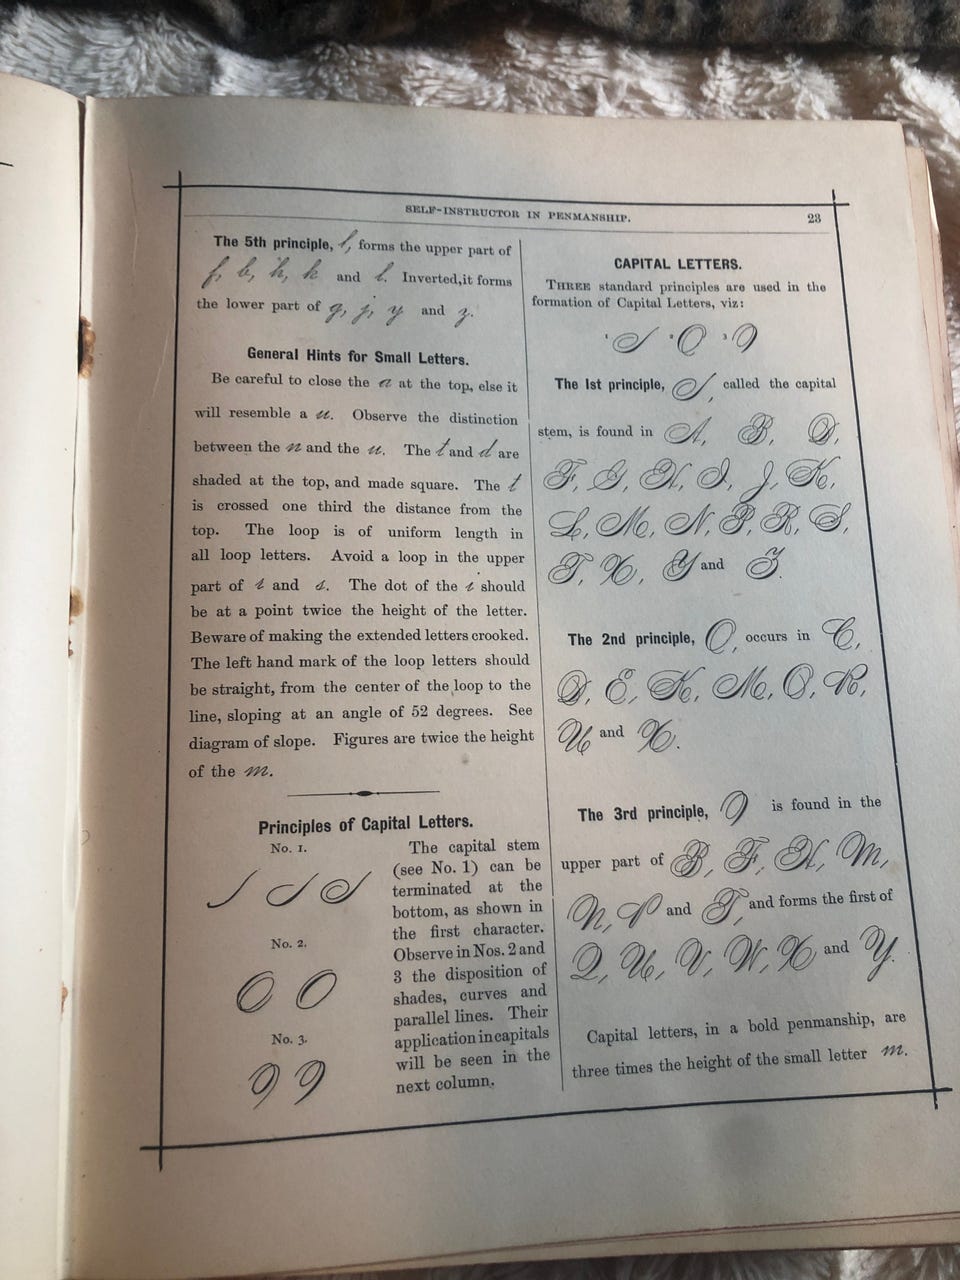 SELF-INSTRUCTOR IN PENMANSHIP.
23
The 5th principle, l, forms the upper part of
f, b, h, k and l. Inverted, it forms
the lower part of g, j, y and z.
General Hints for Small Letters.
Be careful to close the a at the top, else it
will resemble a u. Observe the distinction
between the n and the u. The t and d are
shaded at the top, and made square. The t
is crossed one third the distance from the
top. The loop is of uniform length in
all loop letters. Avoid a loop in the upper
part of i and s. The dot of the i should
be at a point twice the height of the letter.
Beware of making the extended letters crooked.
The left hand mark of the loop letters should
be straight, from the center of the loop to the
line, sloping at an angle of 52 degrees. See
diagram of slope. Figures are twice the height
of the m.
Principles of Capital Letters.
No. 1.
No. 2.
No. 3.
The capital stem
(see No. 1) can be
terminated at the
bottom, as shown in
the first character.
Observe in Nos. 2 and
3 the disposition of
shades, curves and
parallel lines. Their
application in capitals
will be seen in the
next column.
CAPITAL LETTERS.
THREE standard principles are used in the
formation of Capital Letters, viz:
1 2 3
The 1st principle, called the capital
stem, is found in A, B, D,
F, G, H, I, J, K,
L, M, N, P, R, S,
T, X, Y and Z.
The 2nd principle, O, occurs in C,
D, E, K, M, O, R,
U and X.
The 3rd principle, is found in the
upper part of B, F, H, M,
N, P and T, and forms the first of
Q, U, V, W, X and Y.
Capital letters, in a bold penmanship, are
three times the height of the small letter m.